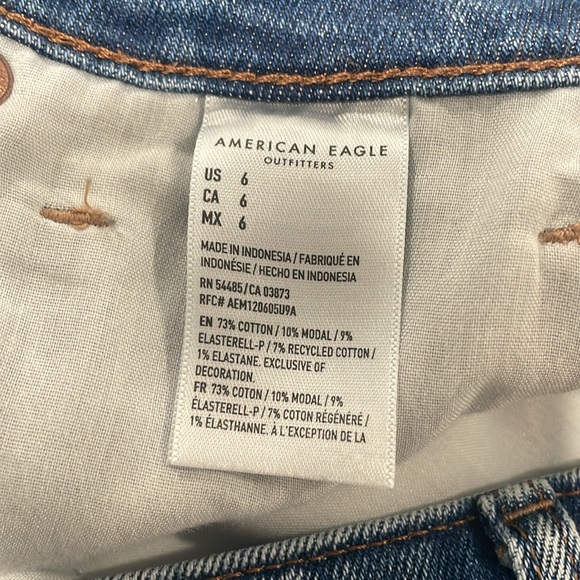 AMERICAN EAGLE
OUTFITTERS
US 6
CA 6
MX 6
MADE IN INDONESIA / FABRIQUÉ EN
INDONÉSIE / HECHO EN INDONESIA
RN 54485/CA 03873
RFC# AEM120605U9A
EN 73% COTTON / 10% MODAL / 9%
ELASTERELL-P / 7% RECYCLED COTTON /
1% ELASTANE. EXCLUSIVE OF
DECORATION.
FR 73% COTON / 10% MODAL / 9%
ÉLASTERELL-P / 7% COTON RÉGÉNÉRÉ /
1% ÉLASTHANNE. À L'EXCEPTION DE LA